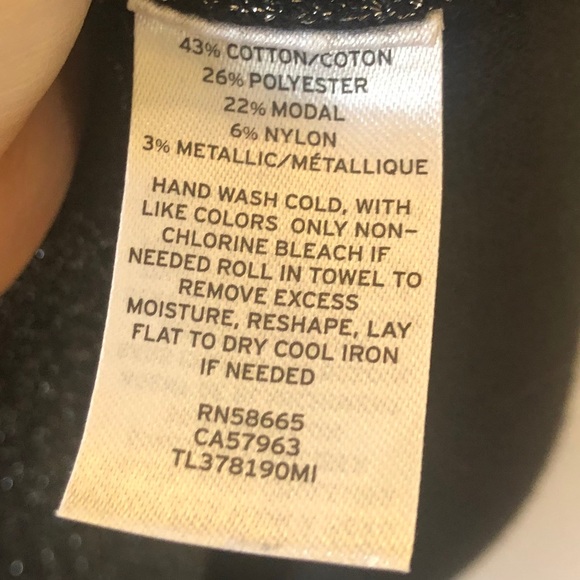 43% COTTON/COTON
26% POLYESTER
22% MODAL
6% NYLON
3% METALLIC/MÉTALLIQUE
HAND WASH COLD, WITH
LIKE COLORS ONLY NON-
CHLORINE BLEACH IF
NEEDED ROLL IN TOWEL TO
REMOVE EXCESS
MOISTURE, RESHAPE, LAY
FLAT TO DRY COOL IRON
IF NEEDED
RN58665
CA57963
TL378190MI